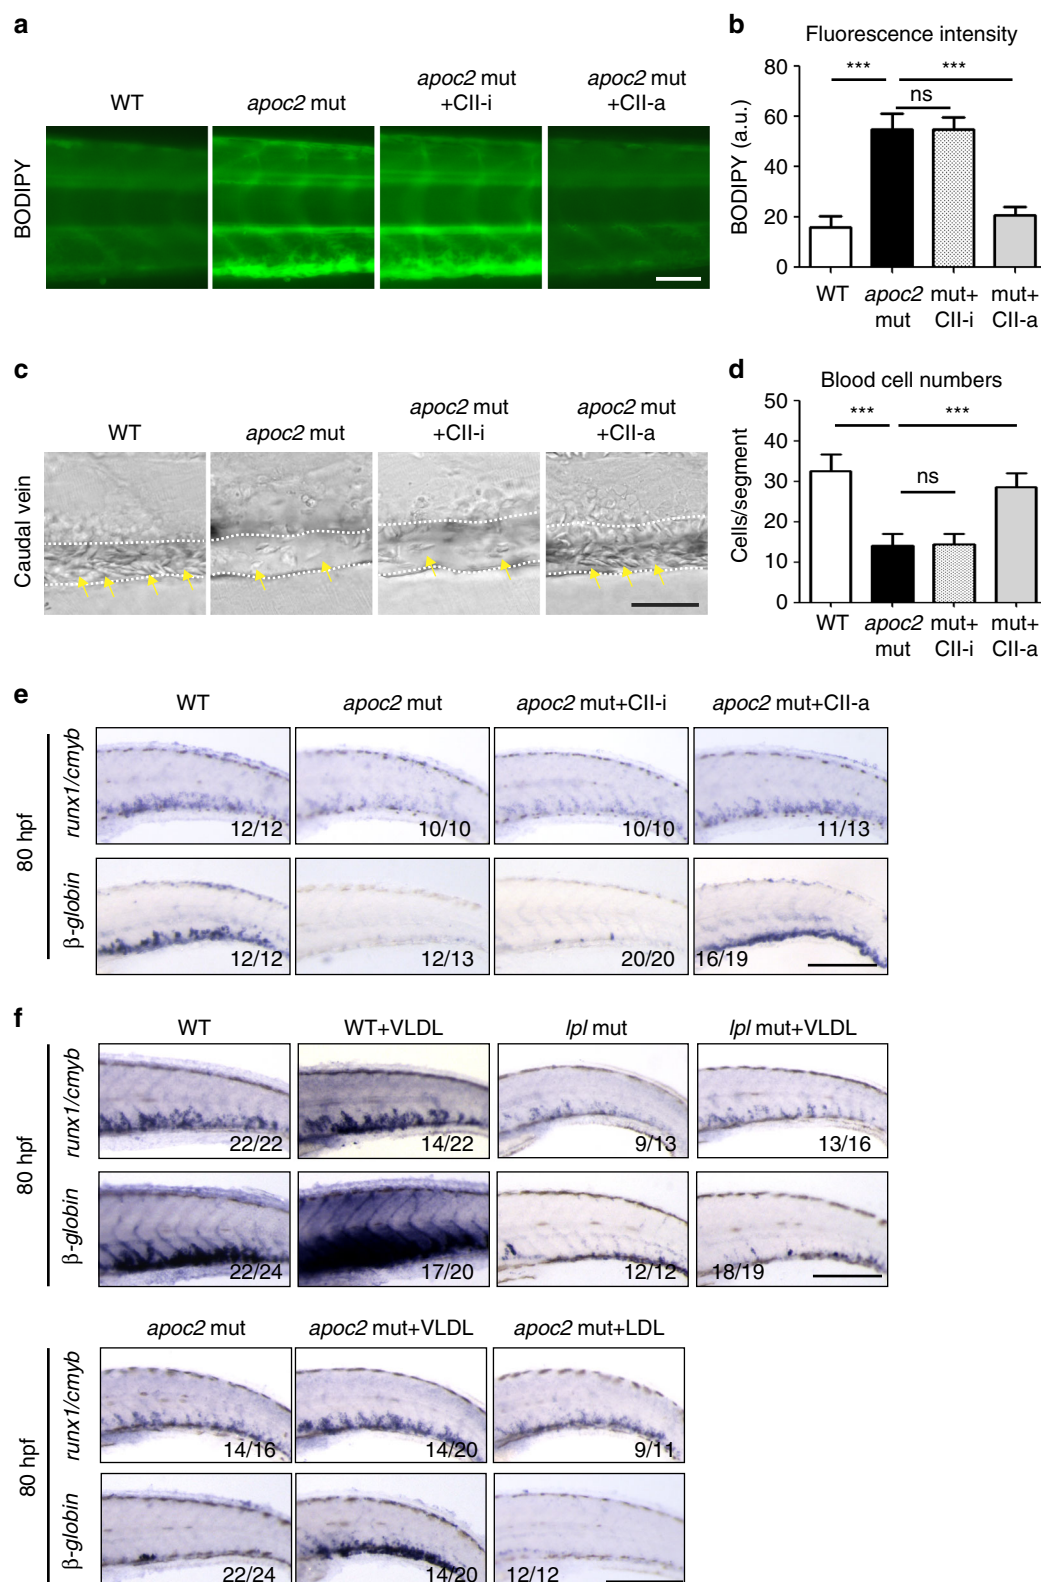 a
WT
apoc2 mut
apoc2 mut
+CII-i
apoc2 mut
+CII-a
BODIPY
b
Fluorescence intensity
***
***
ns
BODIPY (a.u.)
80
60
40
20
0
WT
apoc2
mut
mut+
CII-i
mut+
CII-a
c
WT
apoc2 mut
apoc2 mut
+CII-i
apoc2 mut
+CII-a
Caudal vein
d
Blood cell numbers
***
***
ns
Cells/segment
50
40
30
20
10
0
WT
apoc2
mut
mut+
CII-i
mut+
CII-a
e
WT
apoc2 mut
apoc2 mut+CII-i
apoc2 mut+CII-a
80 hpf
runx1/cmyb
12/12
10/10
10/10
11/13
β-globin
12/12
12/13
20/20
16/19
f
WT
WT+VLDL
lpl mut
lpl mut+VLDL
80 hpf
runx1/cmyb
22/22
14/22
9/13
13/16
β-globin
22/24
17/20
12/12
18/19
apoc2 mut
apoc2 mut+VLDL
apoc2 mut+LDL
80 hpf
runx1/cmyb
14/16
14/20
9/11
β-globin
22/24
14/20
12/12